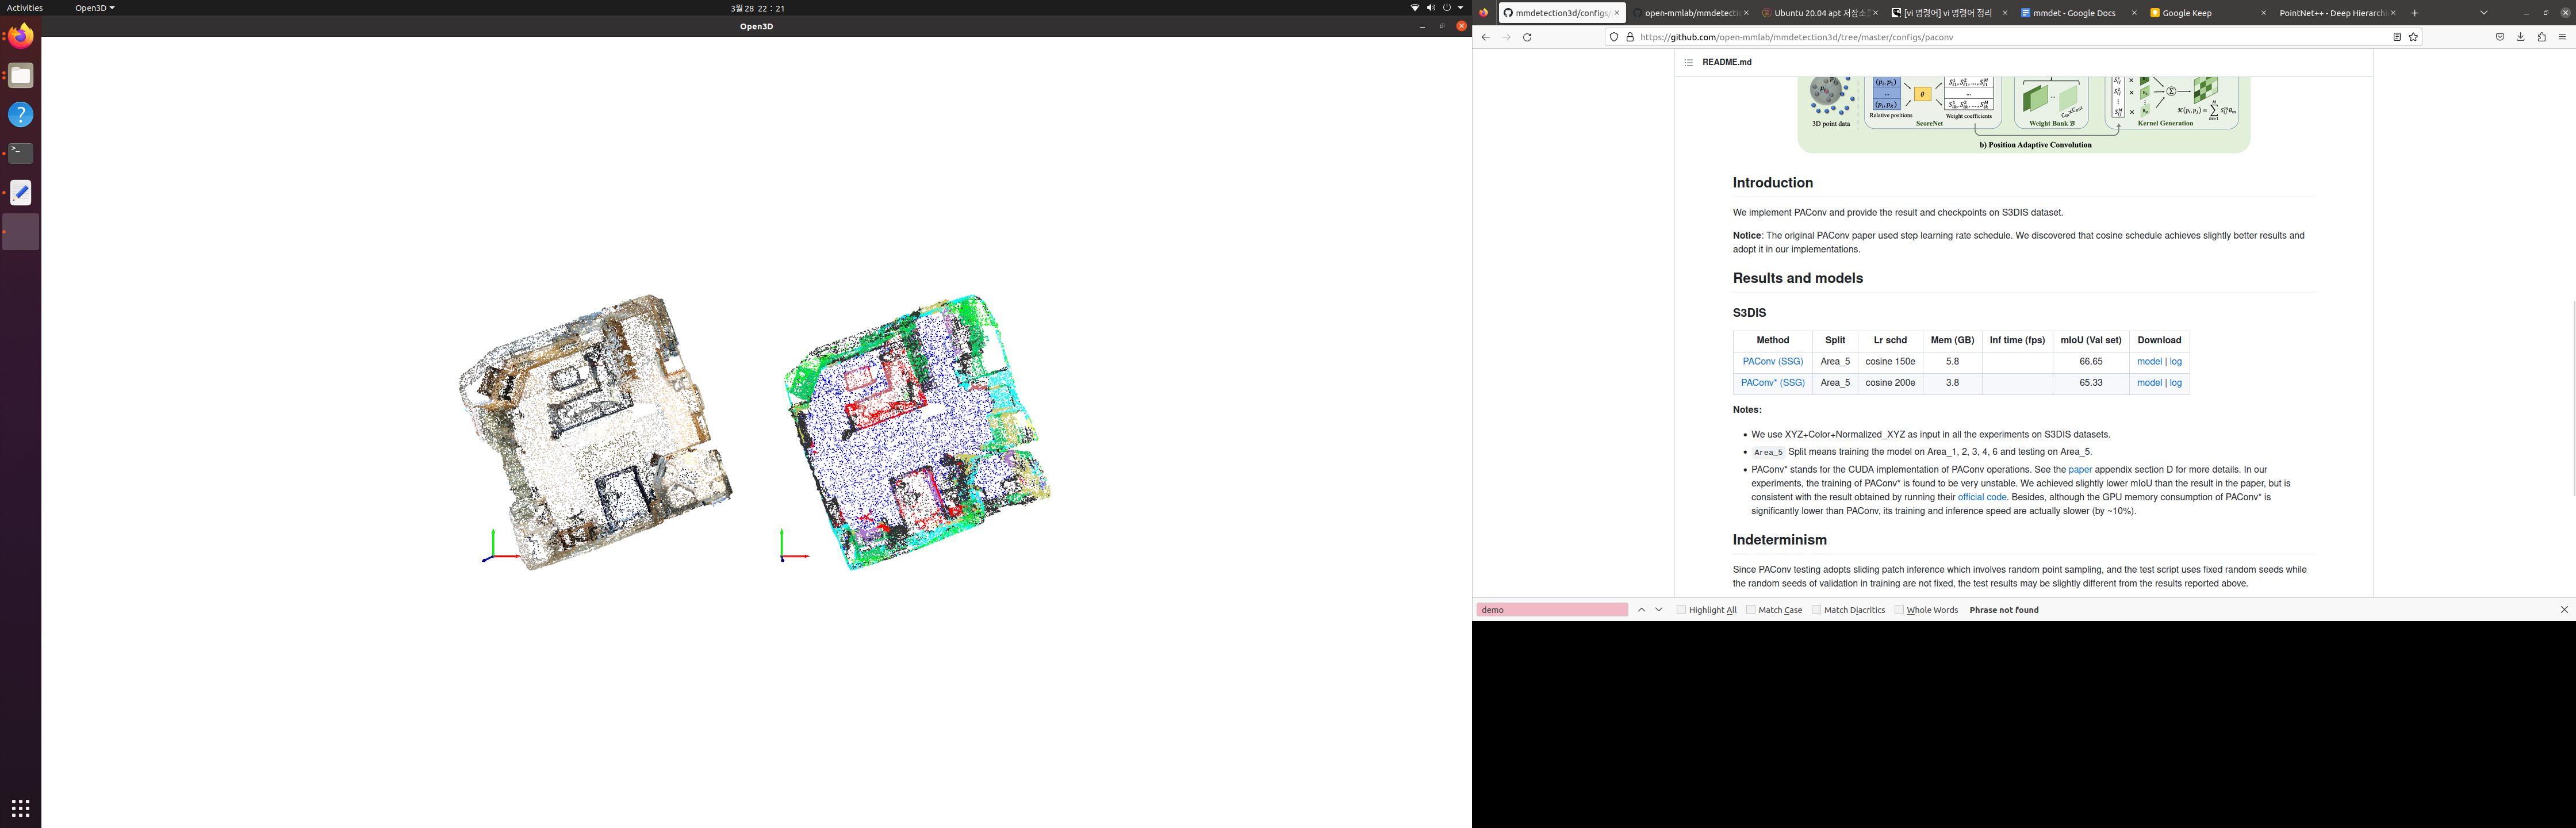 Activities
Open3D
3월 28 22 : 21
Open3D
mmdetection3d/configs/
open-mmlab/mmdetecti
Ubuntu 20.04 apt 저장소
[vi 명령어] vi 명령어 정리
mmdet - Google Docs
Google Keep
PointNet++ - Deep Hierarchi
https://github.com/open-mmlab/mmdetection3d/tree/master/configs/paconv
README.md
3D point data
Relative positions
Weight coefficients
ScoreNet
Weight Bank ℬ
Kernel Generation
b) Position Adaptive Convolution
Introduction
We implement PAConv and provide the result and checkpoints on S3DIS dataset.
Notice: The original PAConv paper used step learning rate schedule. We discovered that cosine schedule achieves slightly better results and
adopt it in our implementations.
Results and models
S3DIS
Method Split Lr schd Mem (GB) Inf time (fps) mIoU (Val set) Download
PAConv (SSG) Area_5 cosine 150e 5.8 66.65 model | log
PAConv* (SSG) Area_5 cosine 200e 3.8 65.33 model | log
Notes:
• We use XYZ+Color+Normalized_XYZ as input in all the experiments on S3DIS datasets.
• Area_5 Split means training the model on Area_1, 2, 3, 4, 6 and testing on Area_5.
• PAConv* stands for the CUDA implementation of PAConv operations. See the paper appendix section D for more details. In our
experiments, the training of PAConv* is found to be very unstable. We achieved slightly lower mIoU than the result in the paper, but is
consistent with the result obtained by running their official code. Besides, although the GPU memory consumption of PAConv* is
significantly lower than PAConv, its training and inference speed are actually slower (by ~10%).
Indeterminism
Since PAConv testing adopts sliding patch inference which involves random point sampling, and the test script uses fixed random seeds while
the random seeds of validation in training are not fixed, the test results may be slightly different from the results reported above.
demo
Highlight All
Match Case
Match Diacritics
Whole Words
Phrase not found